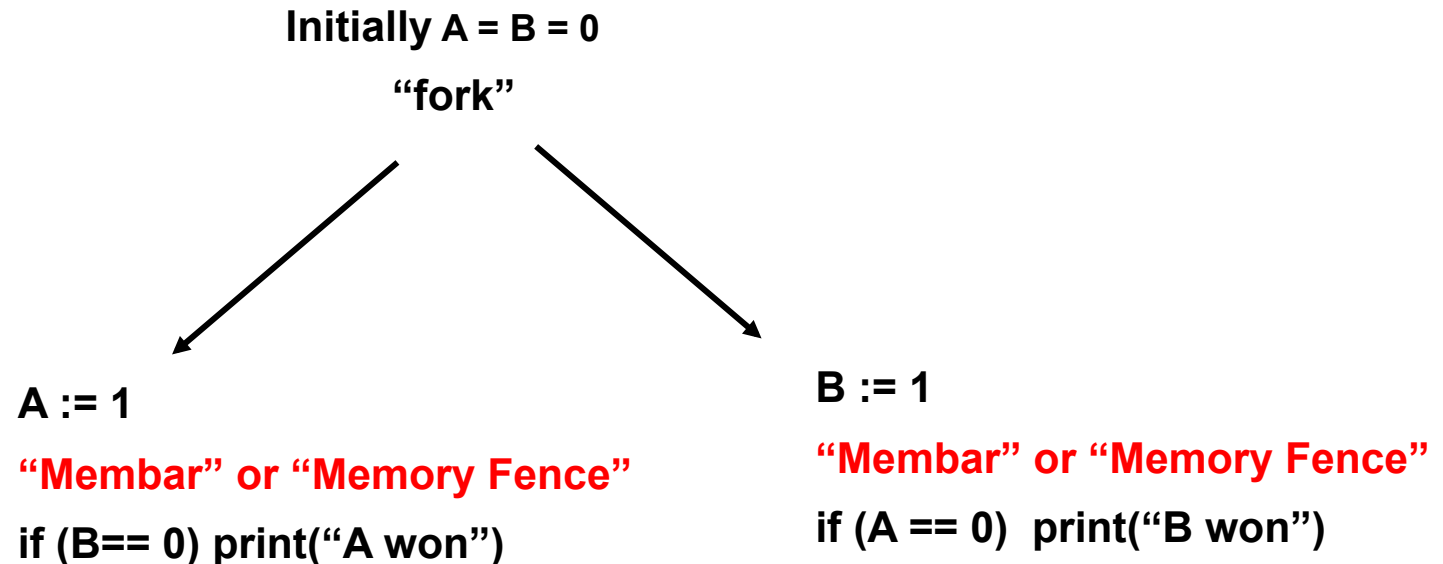 Initially A = B = 0
“fork”
A := 1
“Membar” or “Memory Fence”
if (B== 0) print(“A won”)
B := 1
“Membar” or “Memory Fence”
if (A == 0) print(“B won”)